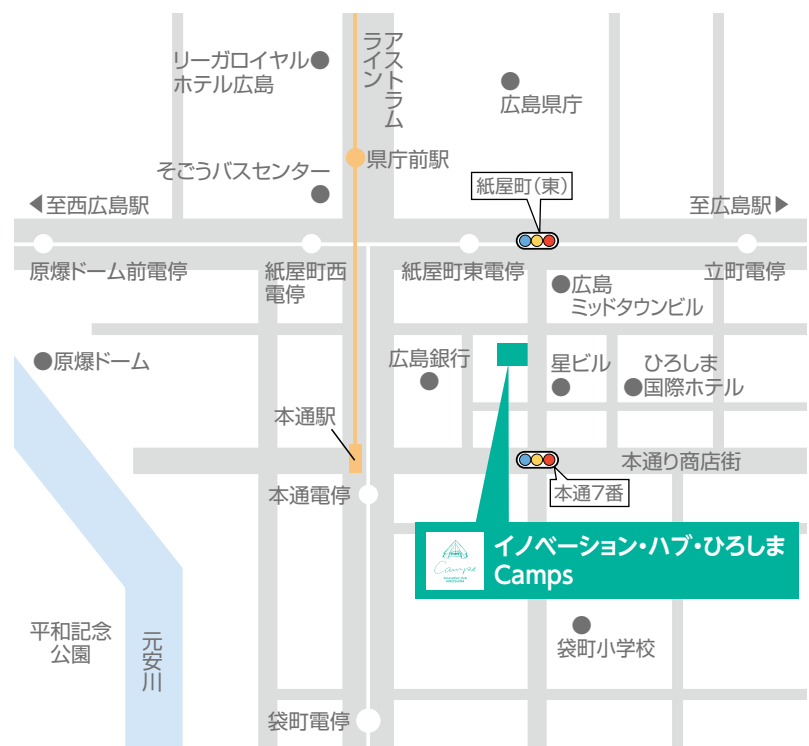 リーガロイヤル
ホテル広島
アストラム
ライン
広島県庁
県庁前駅
そごうバスセンター
紙屋町(東)
◀至西広島駅
至広島駅▶
原爆ドーム前電停
紙屋町西
電停
紙屋町東電停
立町電停
広島
ミッドタウンビル
原爆ドーム
広島銀行
星ビル
ひろしま
国際ホテル
本通駅
本通り商店街
本通電停
本通7番
イノベーション・ハブ・ひろしま
Camps
Camps
平和記念
公園
元安川
袋町小学校
袋町電停